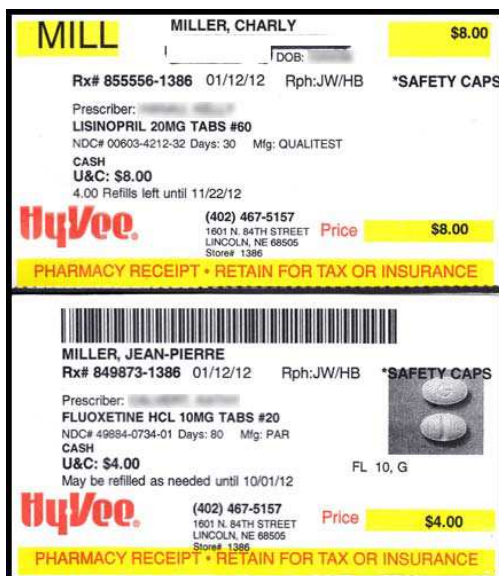 MILL
MILLER, CHARLY
$8.00
DOB:
Rx# 855556-1386 01/12/12 Rph:JW/HB *SAFETY CAPS
Prescriber:
LISINOPRIL 20MG TABS #60
NDC# 00603-4212-32 Days: 30 Mfg: QUALITEST
CASH
U&C: $8.00
4.00 Refills left until 11/22/12
HyVee.
(402) 467-5157
1601 N. 84TH STREET
LINCOLN, NE 68505
Store# 1386
Price $8.00
PHARMACY RECEIPT • RETAIN FOR TAX OR INSURANCE
MILLER, JEAN-PIERRE
Rx# 849873-1386 01/12/12 Rph:JW/HB *SAFETY CAPS
Prescriber:
FLUOXETINE HCL 10MG TABS #20
NDC# 49884-0734-01 Days: 80 Mfg: PAR
CASH
U&C: $4.00
FL 10, G
May be refilled as needed until 10/01/12
HyVee.
(402) 467-5157
1601 N. 84TH STREET
LINCOLN, NE 68505
Store# 1386
Price $4.00
PHARMACY RECEIPT • RETAIN FOR TAX OR INSURANCE